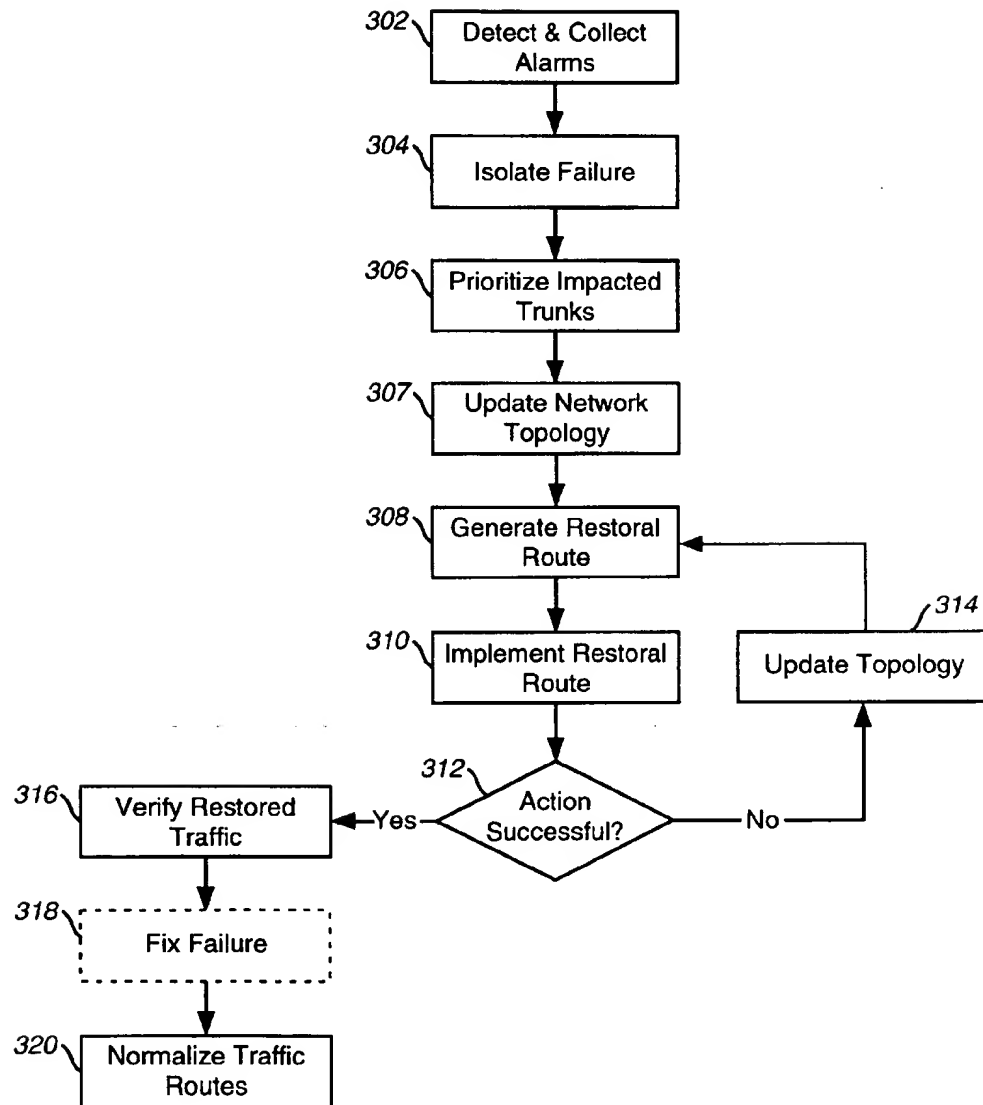 302
Detect & Collect
Alarms
304
Isolate Failure
306
Prioritize Impacted
Trunks
307
Update Network
Topology
308
Generate Restoral
Route
310
Implement Restoral
Route
314
Update Topology
312
Action
Successful?
Yes
No
316
Verify Restored
Traffic
318
Fix Failure
320
Normalize Traffic
Routes